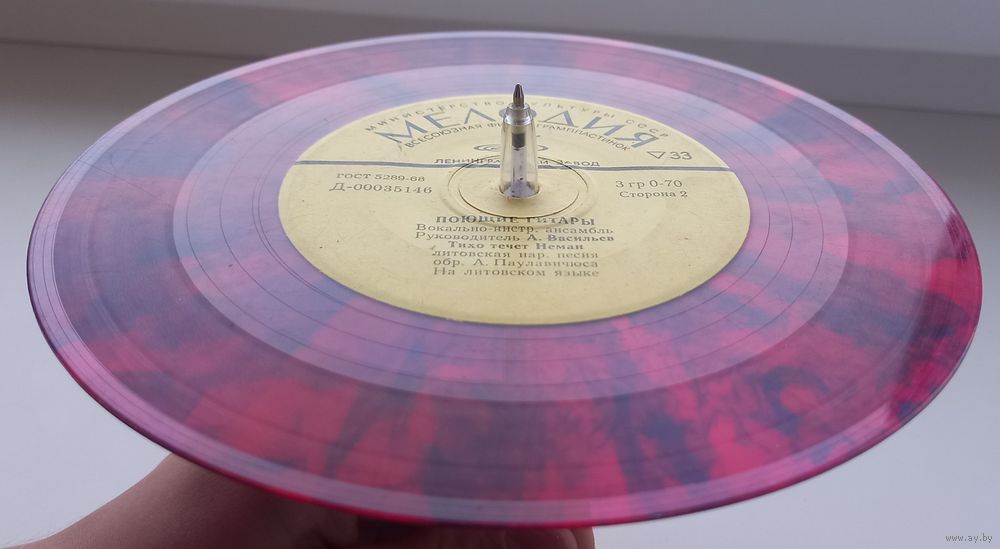 МИНИСТЕРСТВО КУЛЬТУРЫ СССР
МЕЛОДИЯ
ВСЕСОЮЗНАЯ ГРАМПЛАСТИНОК
33
ЗАВОД
ГОСТ 5289-68
Д-00035146
3 гр 0-70
Сторона 2
ПОЮЩИЕ ГИТАРЫ
Вокально-инстр. ансамбль
Руководитель А. Васильев
Тихо течет Неман
литовская нар. песня
обр. А. Паулавичюса
На литовском языке
www.ay.by